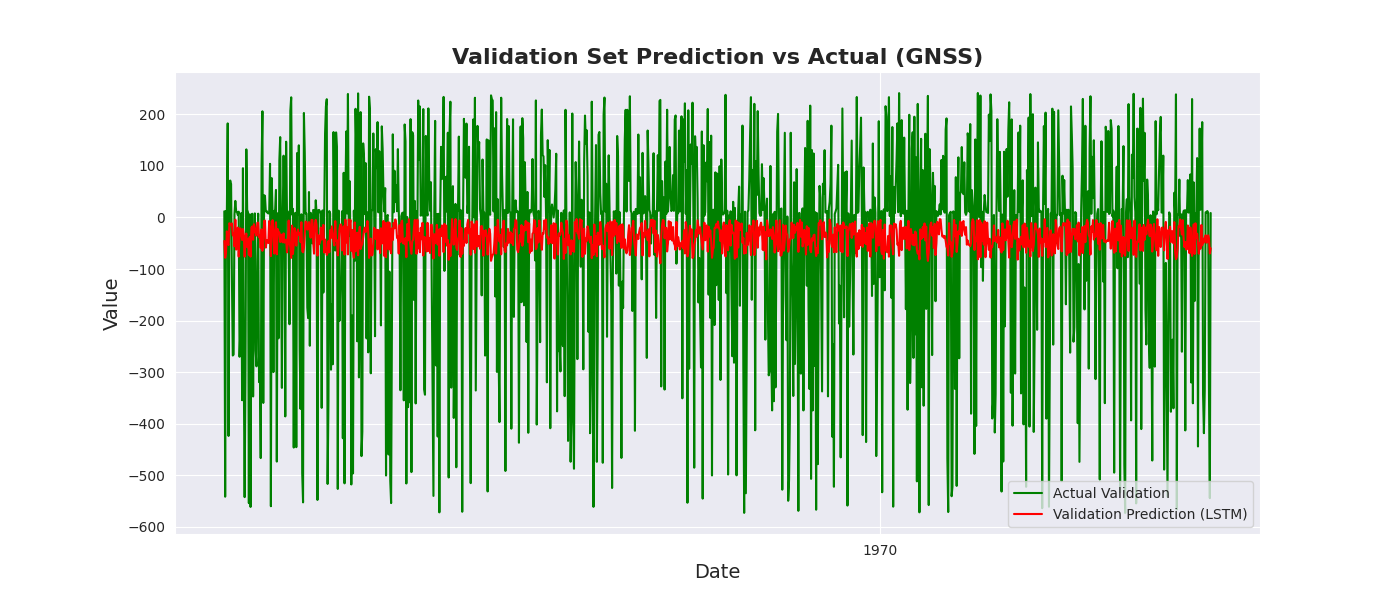 Validation Set Prediction vs Actual (GNSS)
Value
200
100
0
−100
−200
−300
−400
−500
−600
Actual Validation
Validation Prediction (LSTM)
1970
Date